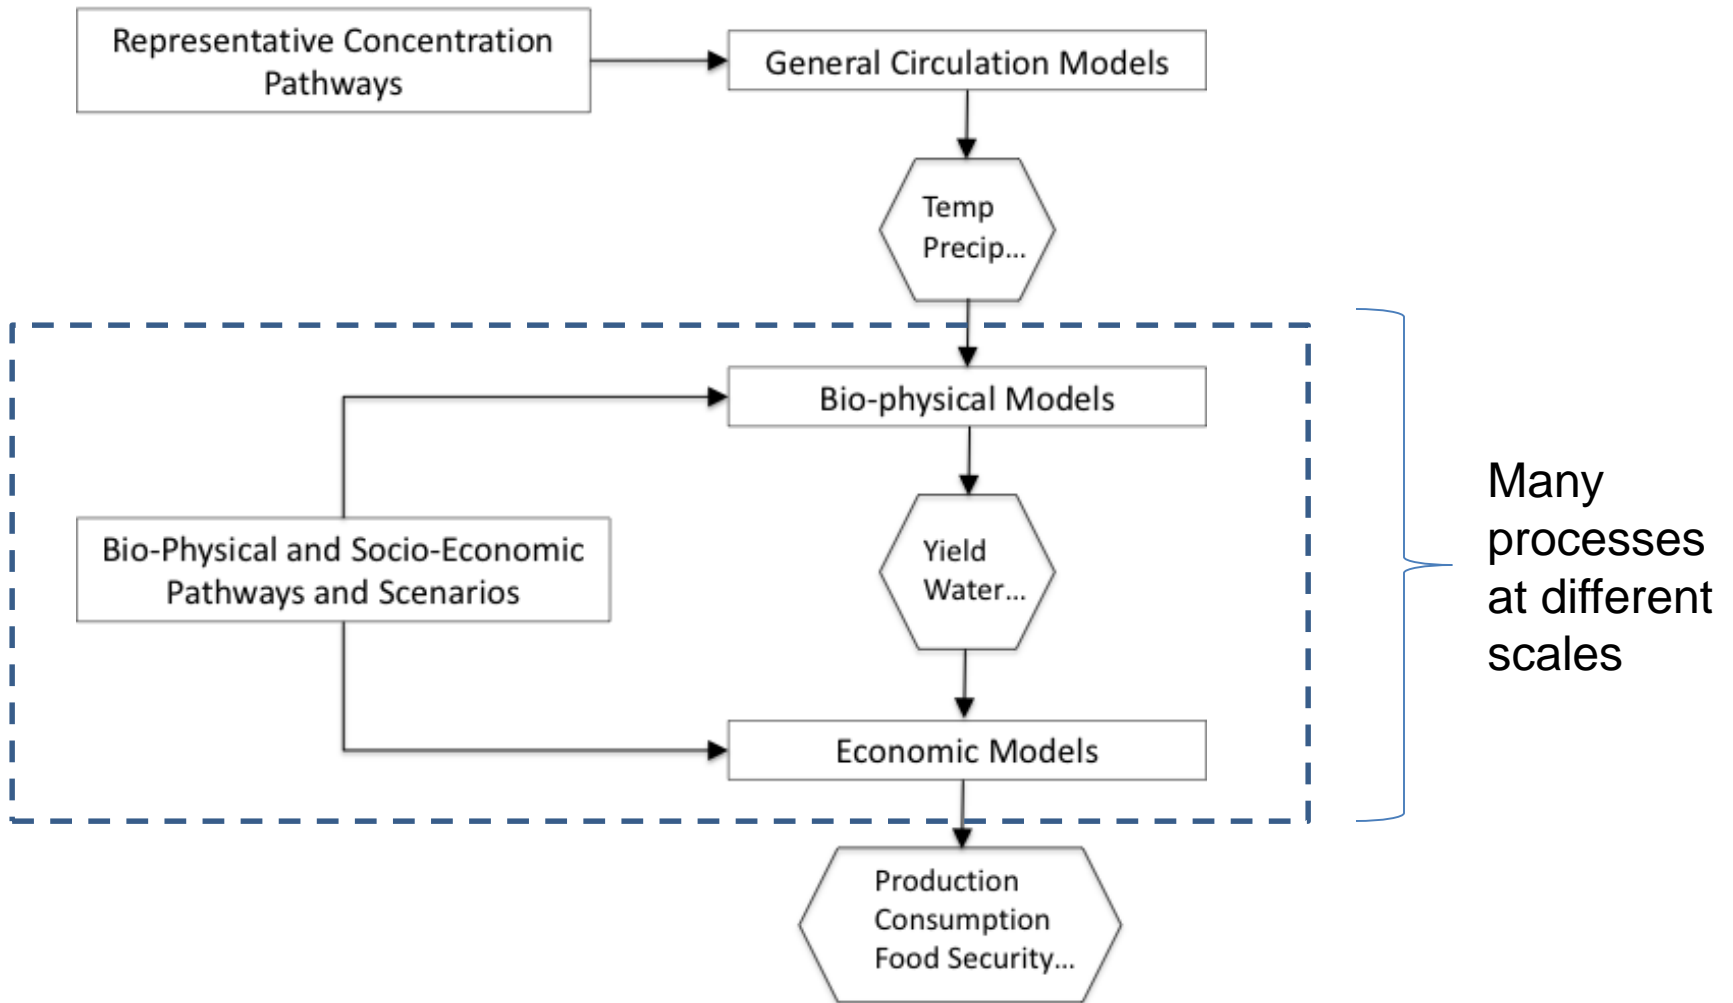 Representative Concentration
Pathways
General Circulation Models
Temp
Precip...
Bio-physical Models
Bio-Physical and Socio-Economic
Pathways and Scenarios
Yield
Water...
Many
processes
at different
scales
Economic Models
Production
Consumption
Food Security...